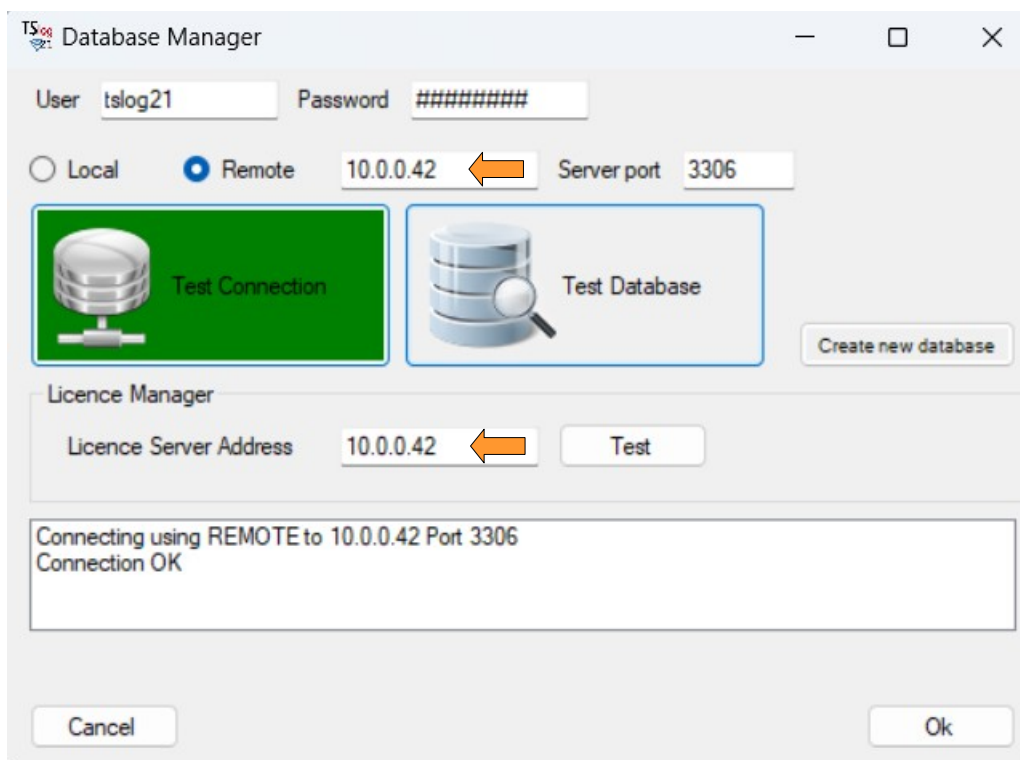 TSlog 21 Database Manager
User tslog21 Password ########
Local Remote 10.0.0.42 Server port 3306
Test Connection Test Database
Create new database
Licence Manager
Licence Server Address 10.0.0.42 Test
Connecting using REMOTE to 10.0.0.42 Port 3306
Connection OK
Cancel Ok